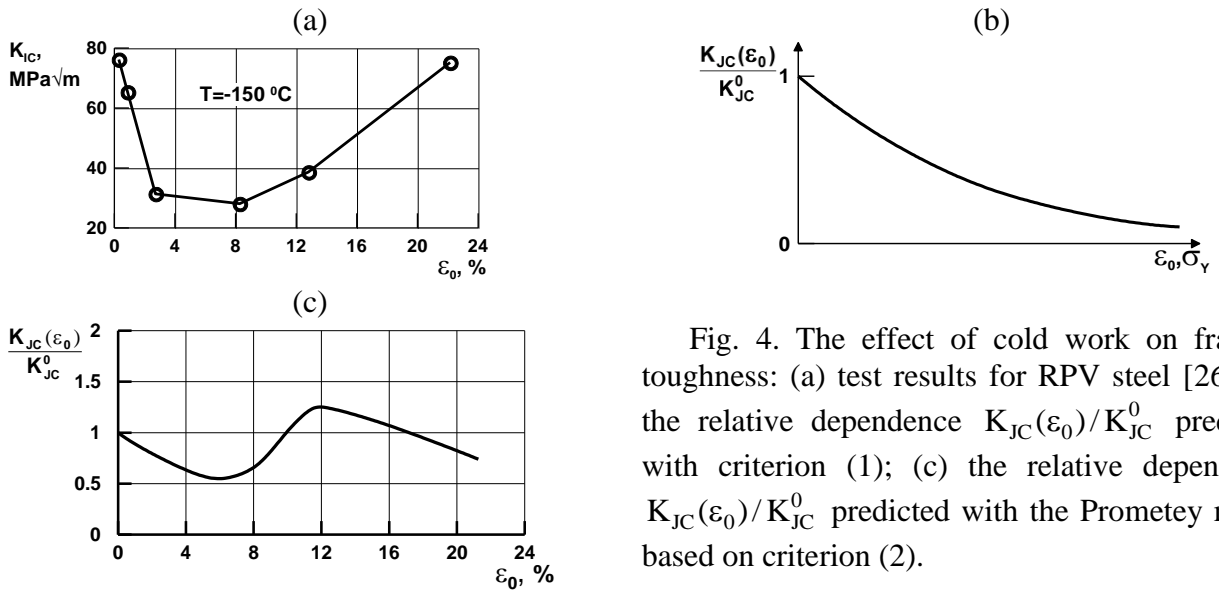 (a)
K_IC,
MPa√m
80
60
40
20
T=-150 ⁰C
0 4 8 12 16 20 24
ε₀, %
(b)
K_JC(ε₀)
K⁰_JC
1
0
ε₀,σ_Y
(c)
K_JC(ε₀)
K⁰_JC
2
1.5
1
0.5
0
0 4 8 12 16 20 24
ε₀, %
Fig. 4. The effect of cold work on fra
toughness: (a) test results for RPV steel [26
the relative dependence K_JC(ε₀)/K⁰_JC pred
with criterion (1); (c) the relative depen
K_JC(ε₀)/K⁰_JC predicted with the Prometey
based on criterion (2).